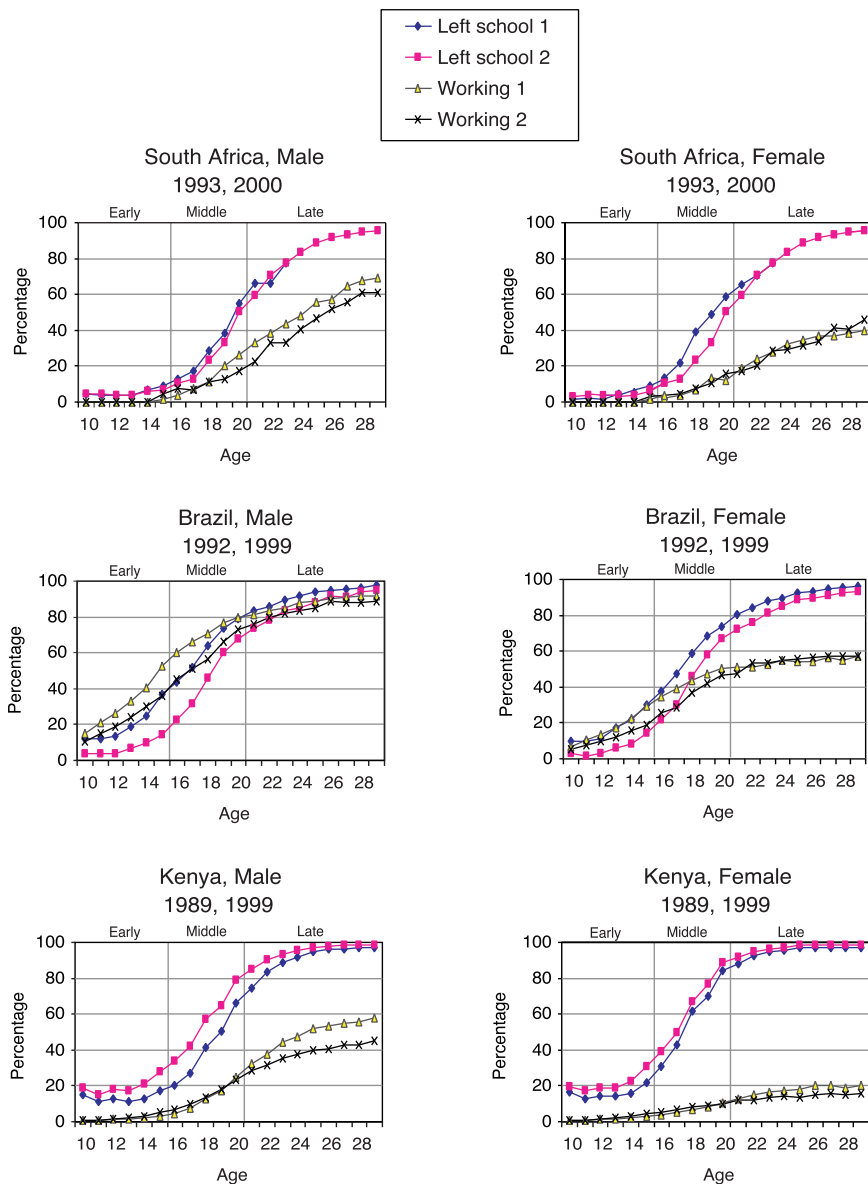 Left school 1
Left school 2
Working 1
Working 2
South Africa, Male
1993, 2000
Early Middle Late
100
80
60
40
20
0
Percentage
10 12 14 16 18 20 22 24 26 28
Age
South Africa, Female
1993, 2000
Early Middle Late
100
80
60
40
20
0
Percentage
10 12 14 16 18 20 22 24 26 28
Age
Brazil, Male
1992, 1999
Early Middle Late
100
80
60
40
20
0
Percentage
10 12 14 16 18 20 22 24 26 28
Age
Brazil, Female
1992, 1999
Early Middle Late
100
80
60
40
20
0
Percentage
10 12 14 16 18 20 22 24 26 28
Age
Kenya, Male
1989, 1999
Early Middle Late
100
80
60
40
20
0
Percentage
10 12 14 16 18 20 22 24 26 28
Age
Kenya, Female
1989, 1999
Early Middle Late
100
80
60
40
20
0
Percentage
10 12 14 16 18 20 22 24 26 28
Age